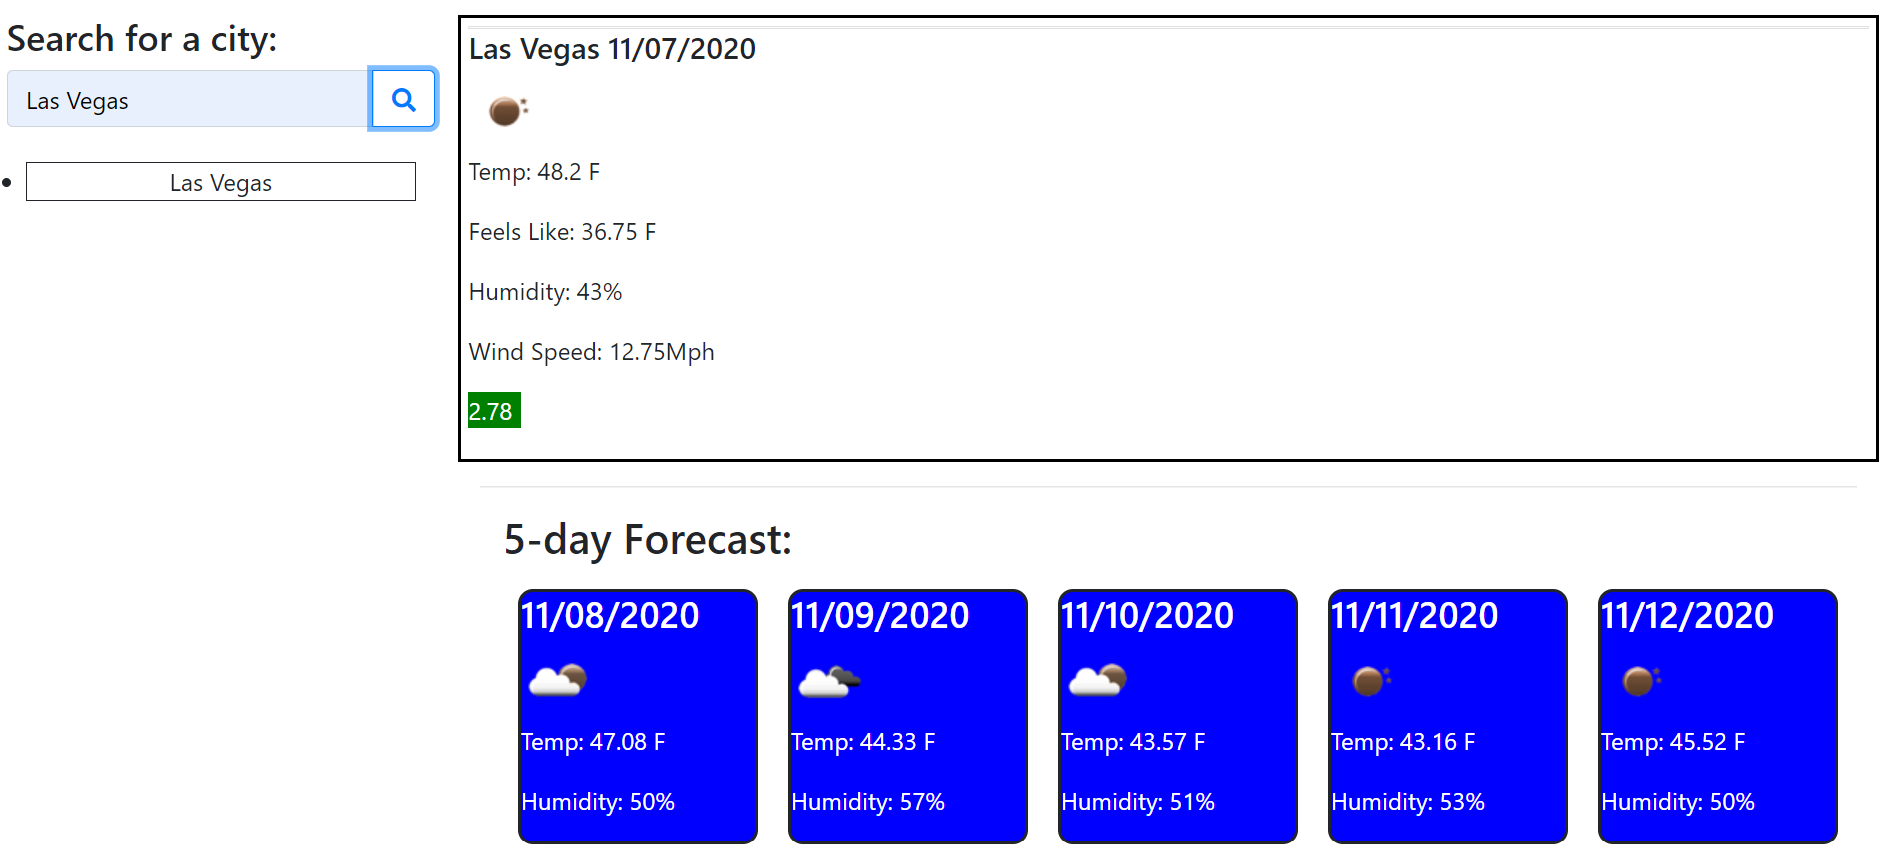 Search for a city:
Las Vegas
Las Vegas
Las Vegas 11/07/2020
Temp: 48.2 F
Feels Like: 36.75 F
Humidity: 43%
Wind Speed: 12.75Mph
2.78
5-day Forecast:
11/08/2020
Temp: 47.08 F
Humidity: 50%
11/09/2020
Temp: 44.33 F
Humidity: 57%
11/10/2020
Temp: 43.57 F
Humidity: 51%
11/11/2020
Temp: 43.16 F
Humidity: 53%
11/12/2020
Temp: 45.52 F
Humidity: 50%